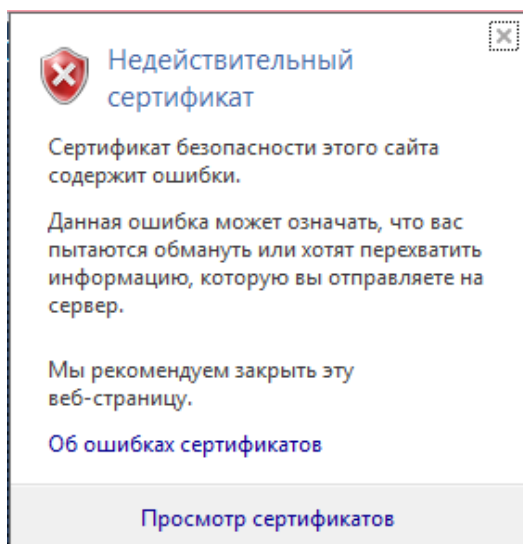 Недействительный
сертификат
Сертификат безопасности этого сайта
содержит ошибки.
Данная ошибка может означать, что вас
пытаются обмануть или хотят перехватить
информацию, которую вы отправляете на
сервер.
Мы рекомендуем закрыть эту
веб-страницу.
Об ошибках сертификатов
Просмотр сертификатов